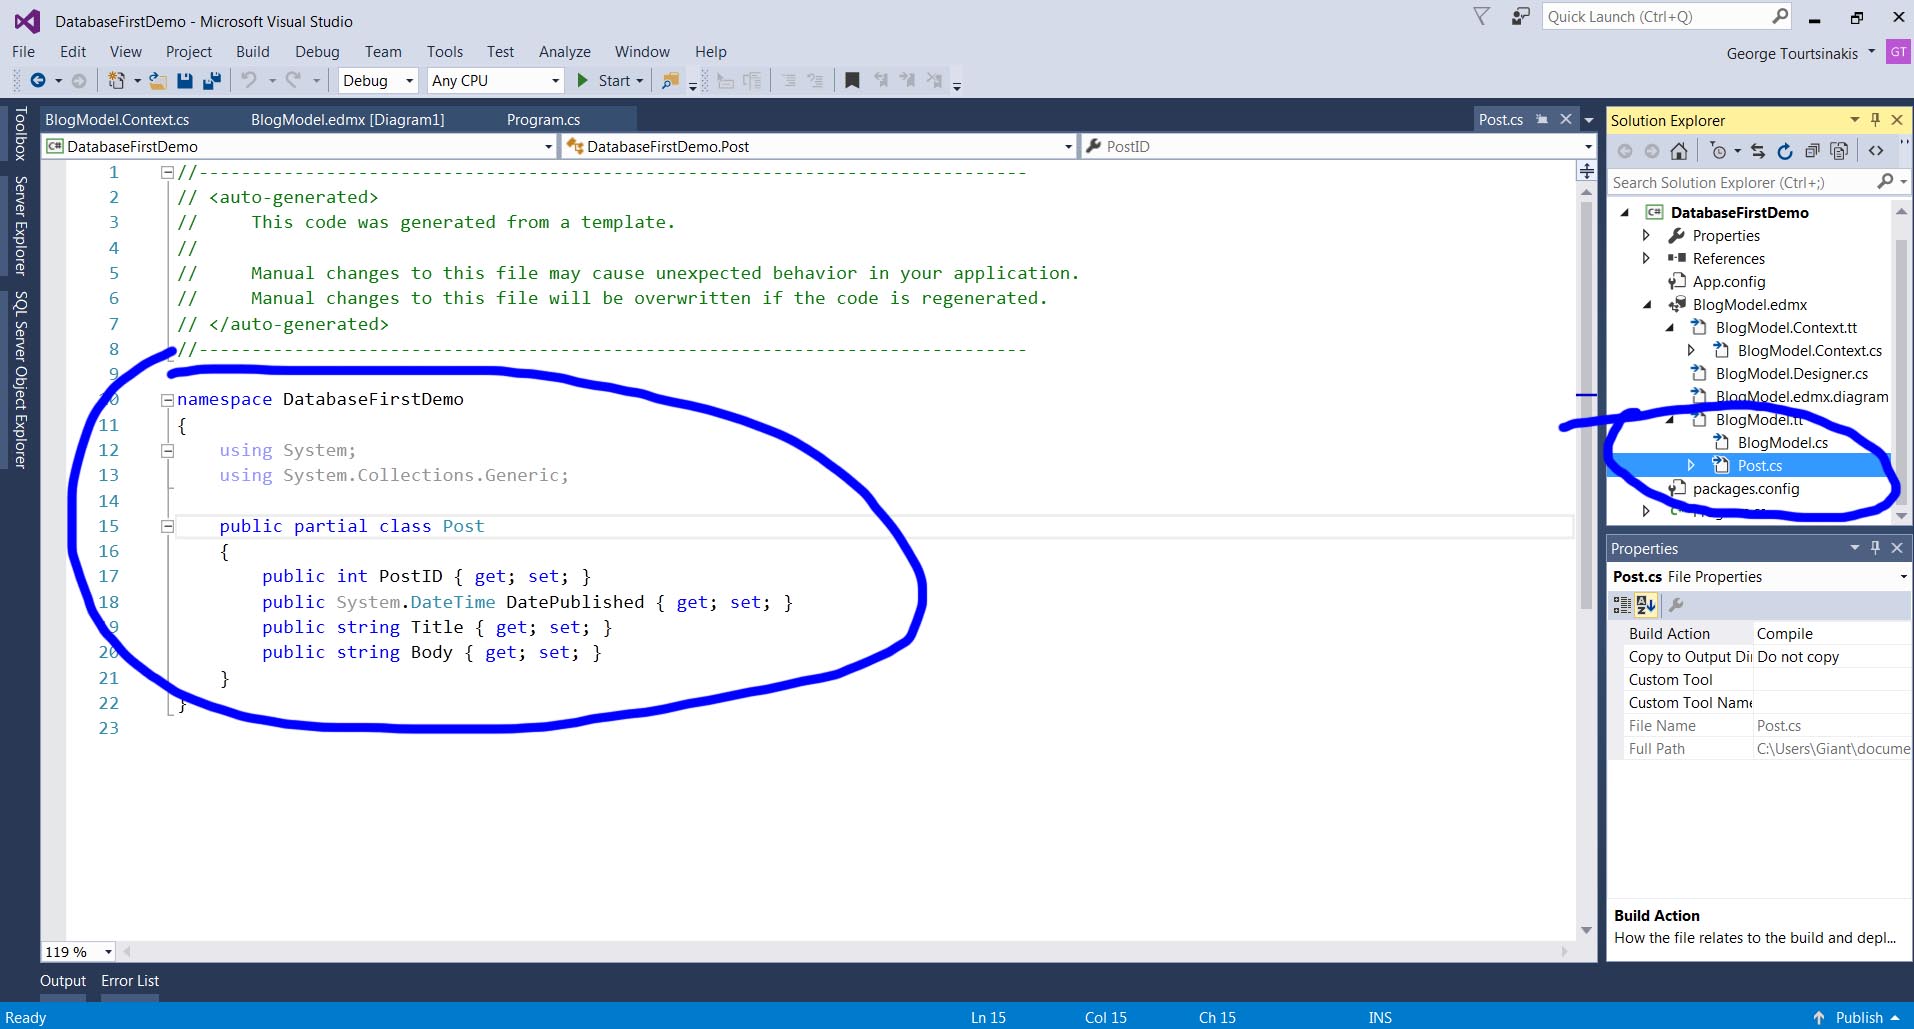 DatabaseFirstDemo - Microsoft Visual Studio
Quick Launch (Ctrl+Q)
File Edit View Project Build Debug Team Tools Test Analyze Window Help
George Tourtsinakis
GT
Debug
Any CPU
Start
Toolbox
Server Explorer
SQL Server Object Explorer
BlogModel.Context.cs
BlogModel.edmx [Diagram1]
Program.cs
Post.cs
DatabaseFirstDemo
DatabaseFirstDemo.Post
PostID
1 //------------------------------------------------------------------------------
2 // <auto-generated>
3 //     This code was generated from a template.
4 //
5 //     Manual changes to this file may cause unexpected behavior in your application.
6 //     Manual changes to this file will be overwritten if the code is regenerated.
7 // </auto-generated>
8 //------------------------------------------------------------------------------
9
10 namespace DatabaseFirstDemo
11 {
12     using System;
13     using System.Collections.Generic;
14
15     public partial class Post
16     {
17         public int PostID { get; set; }
18         public System.DateTime DatePublished { get; set; }
19         public string Title { get; set; }
20         public string Body { get; set; }
21     }
22 }
23
119 %
Output
Error List
Solution Explorer
Search Solution Explorer (Ctrl+;)
DatabaseFirstDemo
Properties
References
App.config
BlogModel.edmx
BlogModel.Context.tt
BlogModel.Context.cs
BlogModel.Designer.cs
BlogModel.edmx.diagram
BlogModel.tt
BlogModel.cs
Post.cs
packages.config
Properties
Post.cs File Properties
Build Action Compile
Copy to Output Di Do not copy
Custom Tool
Custom Tool Name
File Name Post.cs
Full Path C:\Users\Giant\docume
Build Action
How the file relates to the build and depl...
Ready
Ln 15
Col 15
Ch 15
INS
Publish